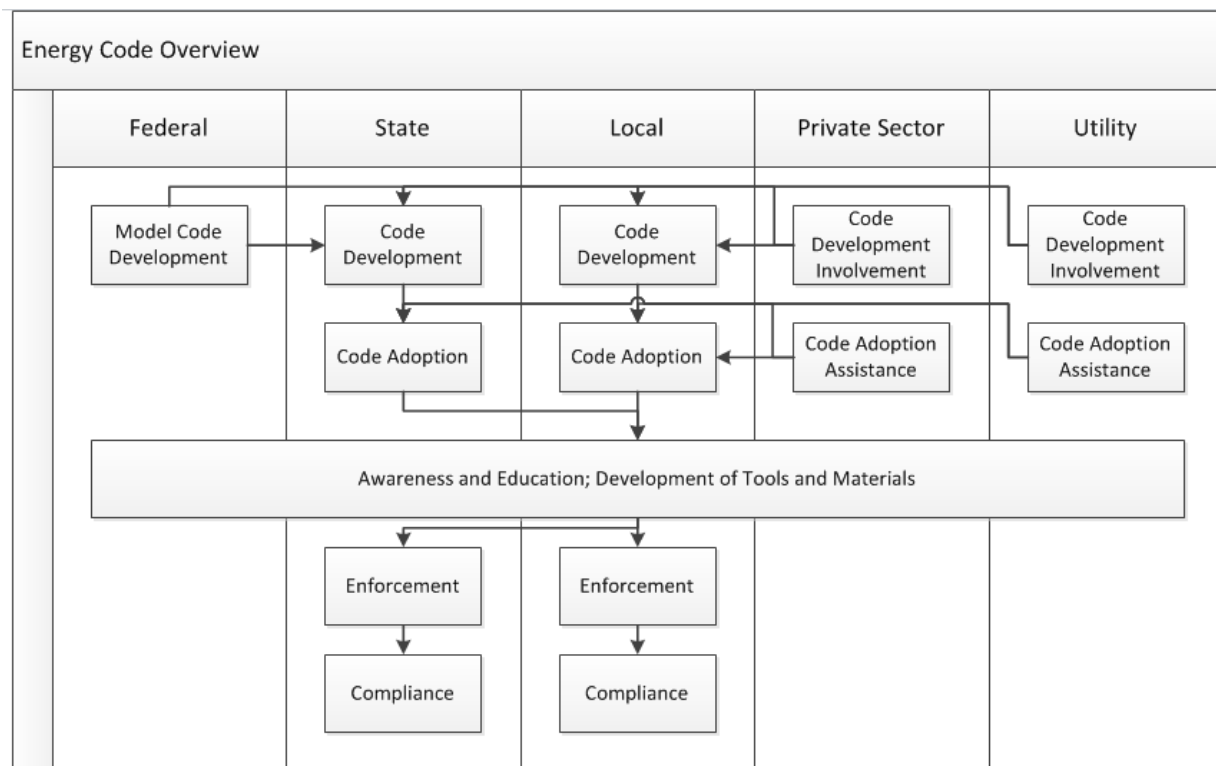 Energy Code Overview
Federal
State
Local
Private Sector
Utility
Model Code
Development
Code
Development
Code
Development
Code
Development
Involvement
Code
Development
Involvement
Code Adoption
Code Adoption
Code Adoption
Assistance
Code Adoption
Assistance
Awareness and Education; Development of Tools and Materials
Enforcement
Enforcement
Compliance
Compliance